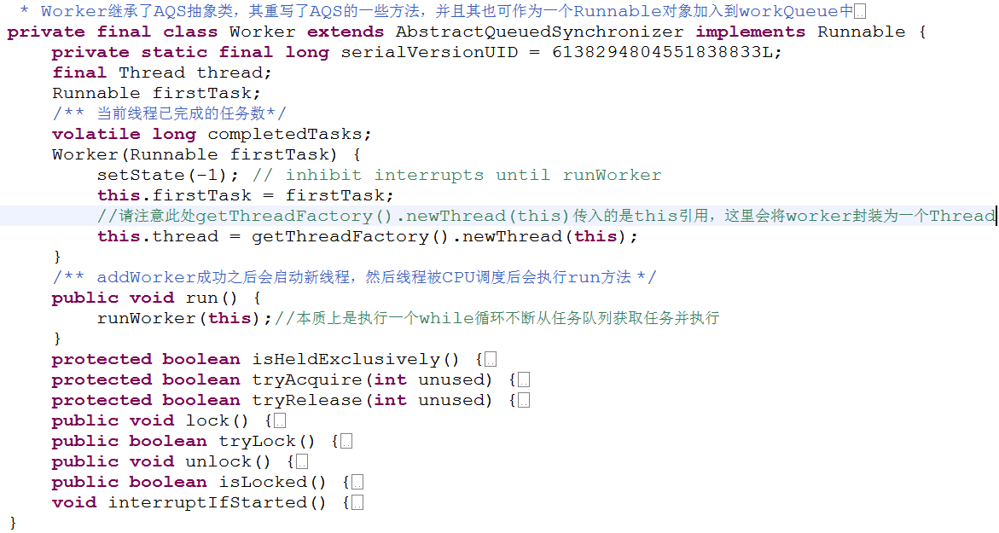 * Worker继承了AQS抽象类，其重写了AQS的一些方法，并且其也可作为一个Runnable对象加入到workQueue中
private final class Worker extends AbstractQueuedSynchronizer implements Runnable {
private static final long serialVersionUID = 6138294804551838833L;
final Thread thread;
Runnable firstTask;
/** 当前线程已完成的任务数*/
volatile long completedTasks;
Worker(Runnable firstTask) {
setState(-1); // inhibit interrupts until runWorker
this.firstTask = firstTask;
//请注意此处getThreadFactory().newThread(this)传入的是this引用，这里会将worker封装为一个Thread
this.thread = getThreadFactory().newThread(this);
}
/** addWorker成功之后会启动新线程，然后线程被CPU调度后会执行run方法 */
public void run() {
runWorker(this);//本质上是执行一个while循环不断从任务队列获取任务并执行
}
protected boolean isHeldExclusively() {
protected boolean tryAcquire(int unused) {
protected boolean tryRelease(int unused) {
public void lock() {
public boolean tryLock() {
public void unlock() {
public boolean isLocked() {
void interruptIfStarted() {
}